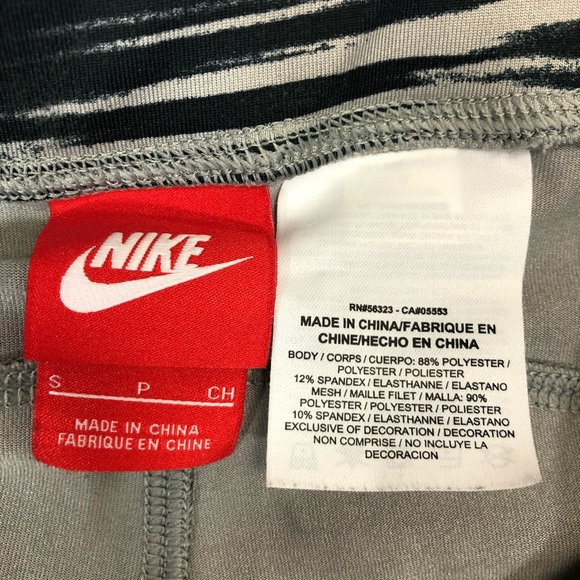 NIKE
S P CH
MADE IN CHINA
FABRIQUE EN CHINE
RN#56323 - CA#05553
MADE IN CHINA/FABRIQUE EN
CHINE/HECHO EN CHINA
BODY / CORPS / CUERPO: 88% POLYESTER /
POLYESTER / POLIESTER
12% SPANDEX / ELASTHANNE / ELASTANO
MESH / MAILLE FILET / MALLA: 90%
POLYESTER / POLYESTER / POLIESTER
10% SPANDEX / ELASTHANNE / ELASTANO
EXCLUSIVE OF DECORATION / DECORATION
NON COMPRISE / NO INCLUYE LA
DECORACION